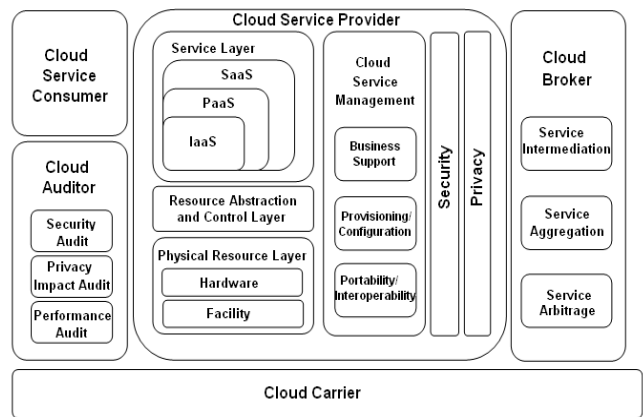 Cloud
Service
Consumer
Cloud
Auditor
Security
Audit
Privacy
Impact Audit
Performance
Audit
Cloud Service Provider
Service Layer
SaaS
PaaS
IaaS
Resource Abstraction
and Control Layer
Physical Resource Layer
Hardware
Facility
Cloud
Service
Management
Business
Support
Provisioning/
Configuration
Portability/
Interoperability
Security
Privacy
Cloud
Broker
Service
Intermediation
Service
Aggregation
Service
Arbitrage
Cloud Carrier